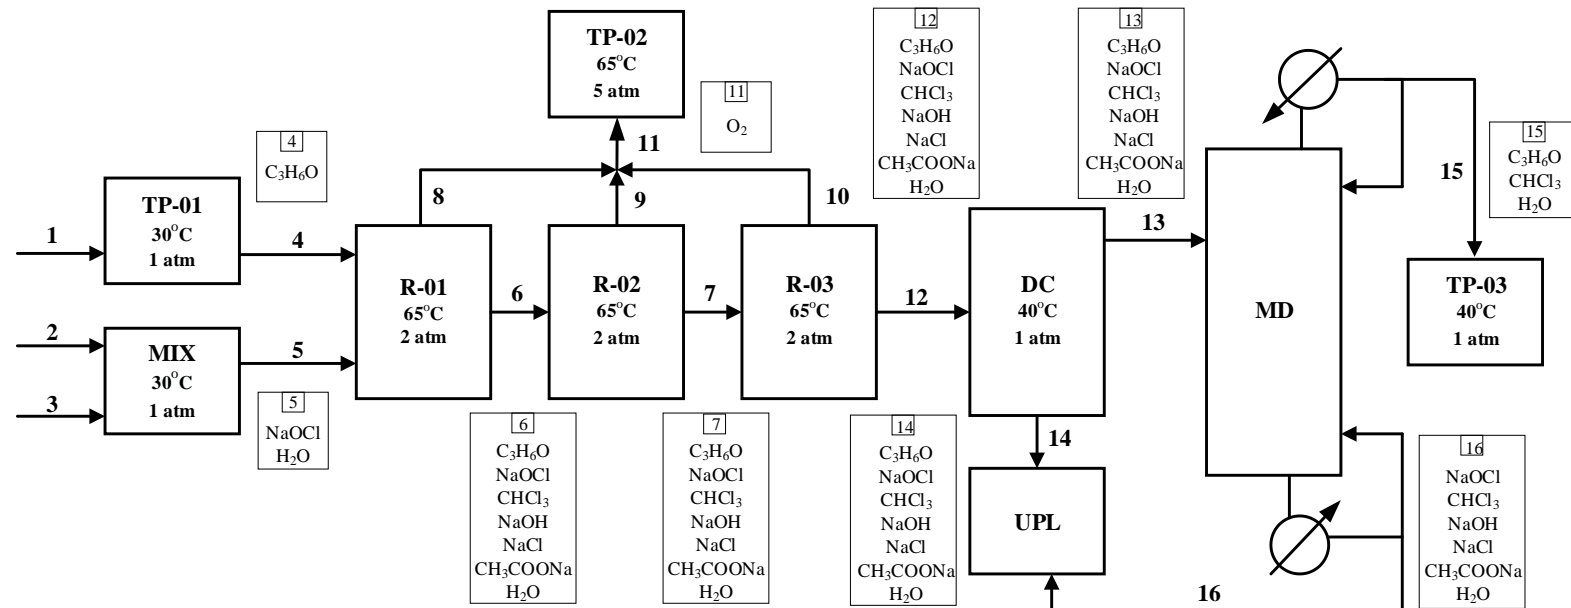 TP-02
65°C
5 atm
11
O₂
12
C₃H₆O
NaOCl
CHCl₃
NaOH
NaCl
CH₃COONa
H₂O
13
C₃H₆O
NaOCl
CHCl₃
NaOH
NaCl
CH₃COONa
H₂O
4
C₃H₆O
11
15
C₃H₆O
CHCl₃
H₂O
8
9
10
15
1
TP-01
30°C
1 atm
4
13
R-01
65°C
2 atm
6
R-02
65°C
2 atm
7
R-03
65°C
2 atm
12
DC
40°C
1 atm
MD
TP-03
40°C
1 atm
2
3
MIX
30°C
1 atm
5
5
NaOCl
H₂O
6
C₃H₆O
NaOCl
CHCl₃
NaOH
NaCl
CH₃COONa
H₂O
7
C₃H₆O
NaOCl
CHCl₃
NaOH
NaCl
CH₃COONa
H₂O
14
C₃H₆O
NaOCl
CHCl₃
NaOH
NaCl
CH₃COONa
H₂O
14
UPL
16
16
NaOCl
CHCl₃
NaOH
NaCl
CH₃COONa
H₂O